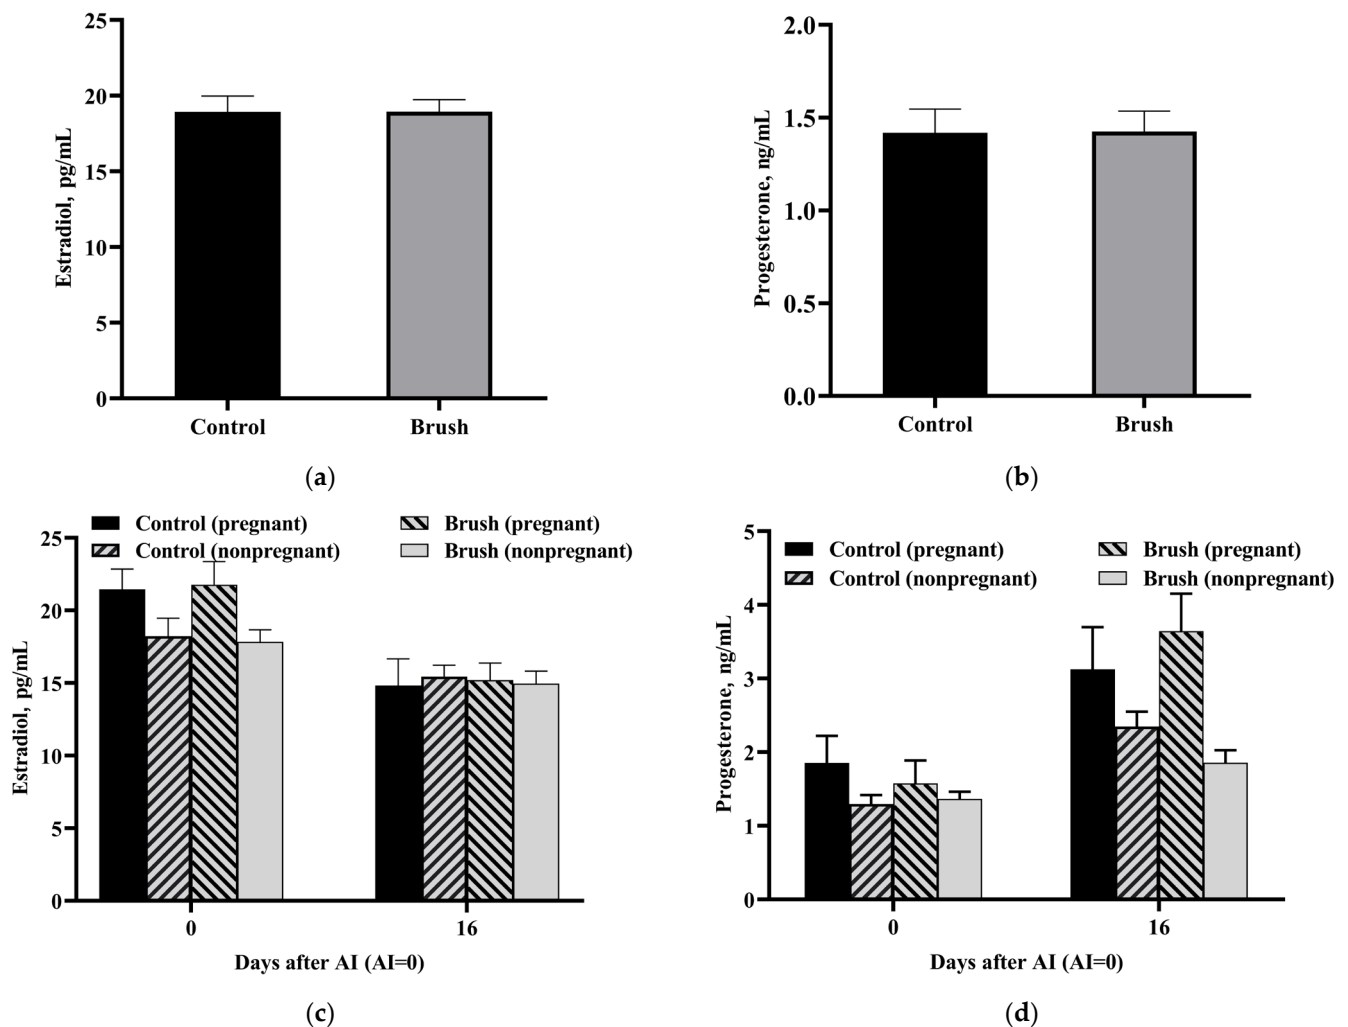 25
20
15
10
5
0
Estradiol, pg/mL
Control
Brush
(a)
2.0
1.5
1.0
0.5
0.0
Progesterone, ng/mL
Control
Brush
(b)
Control (pregnant)
Brush (pregnant)
Control (nonpregnant)
Brush (nonpregnant)
25
20
15
10
5
0
Estradiol, pg/mL
0
16
Days after AI (AI=0)
(c)
Control (pregnant)
Brush (pregnant)
Control (nonpregnant)
Brush (nonpregnant)
5
4
3
2
1
0
Progesterone, ng/mL
0
16
Days after AI (AI=0)
(d)